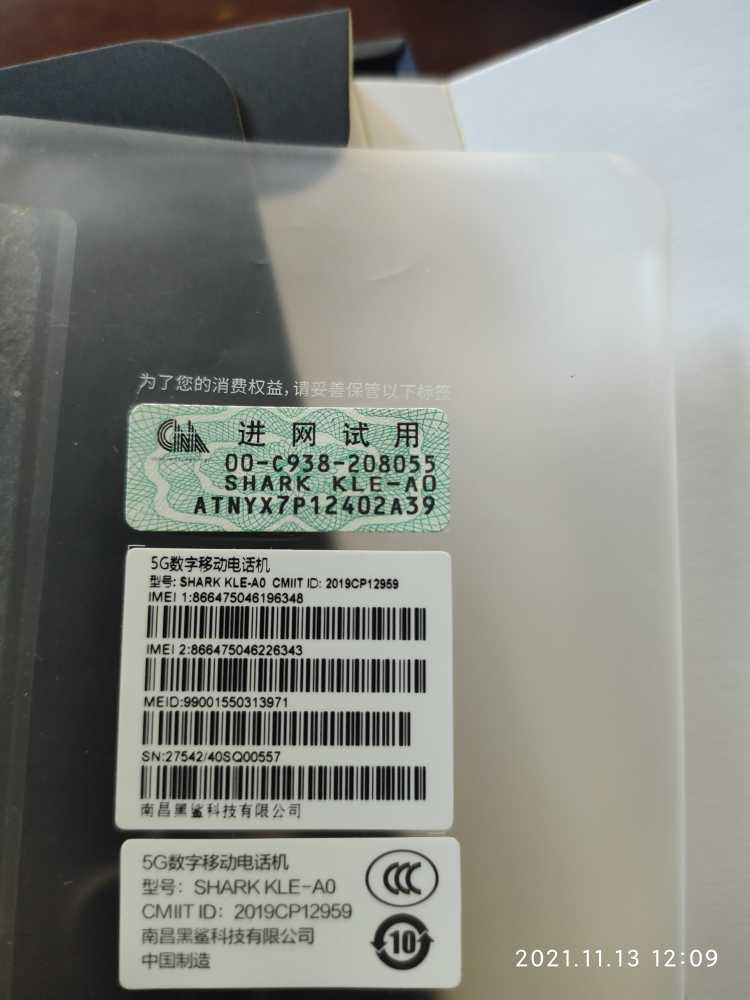 为了您的消费权益,请妥善保管以下标签
CNA 进网试用
00-C938-208055
SHARK KLE-A0
ATNYX7P12402A39
5G数字移动电话机
型号: SHARK KLE-A0 CMIIT ID: 2019CP12959
IMEI 1:866475046196348
IMEI 2:866475046226343
MEID:99001550313971
SN:27542/40SQ00557
南昌黑鲨科技有限公司
5G数字移动电话机
型号: SHARK KLE-A0
CMIIT ID: 2019CP12959
南昌黑鲨科技有限公司
中国制造
CCC
10
2021.11.13 12:09